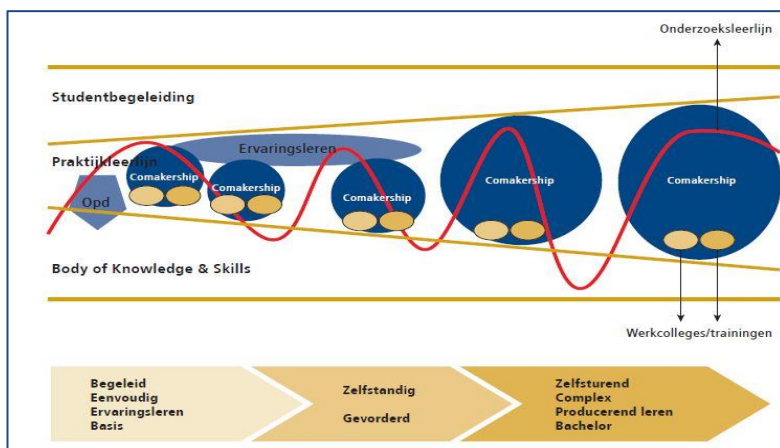 Onderzoeksleerlijn
Studentbegeleiding
Ervaringsleren
Praktijkleerlijn
Comakership
Comakership
Comakership
Comakership
Comakership
Opd
Body of Knowledge & Skills
Werkcolleges/trainingen
Begeleid
Eenvoudig
Ervaringsleren
Basis
Zelfstandig
Gevorderd
Zelfsturend
Complex
Producerend leren
Bachelor